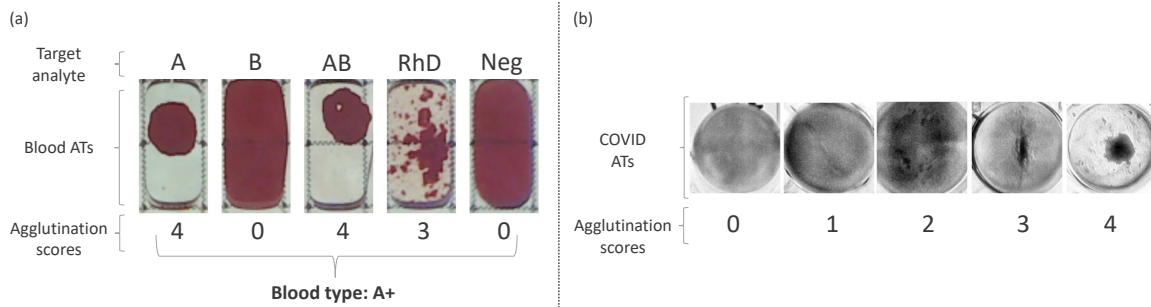 (a)
Target
analyte
A B AB RhD Neg
Blood ATs
Agglutination
scores
4 0 4 3 0
Blood type: A+
(b)
COVID
ATs
Agglutination
scores
0 1 2 3 4